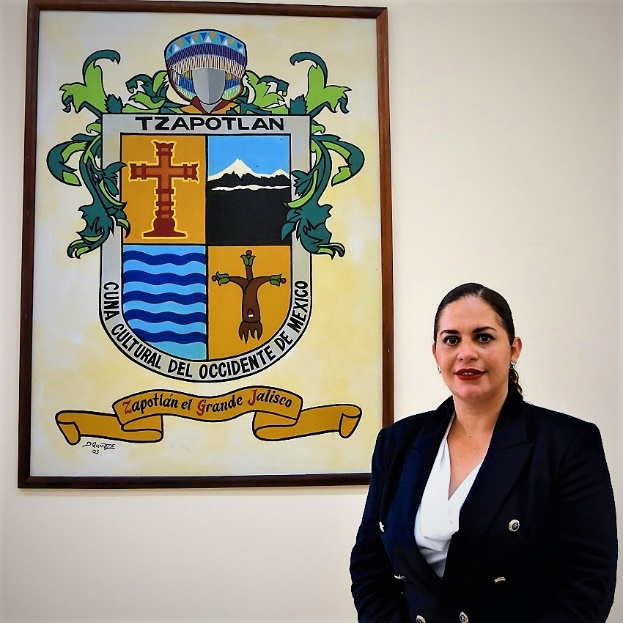 TZAPOTLAN
CUNA CULTURAL DEL OCCIDENTE DE MEXICO
Zapotlán el Grande Jalisco